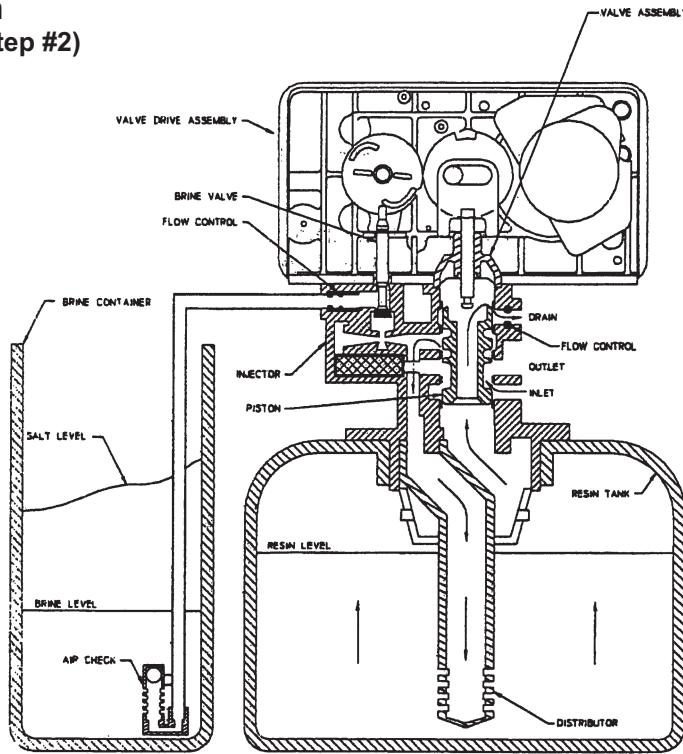 tep #2)
VALVE ASSEMBLY
VALVE DRIVE ASSEMBLY
BRINE VALVE
FLOW CONTROL
BRINE CONTAINER
DRAIN
FLOW CONTROL
INJECTOR
OUTLET
INLET
PISTON
SALT LEVEL
RESIN TANK
RESIN LEVEL
BRINE LEVEL
AIR CHECK
DISTRIBUTOR